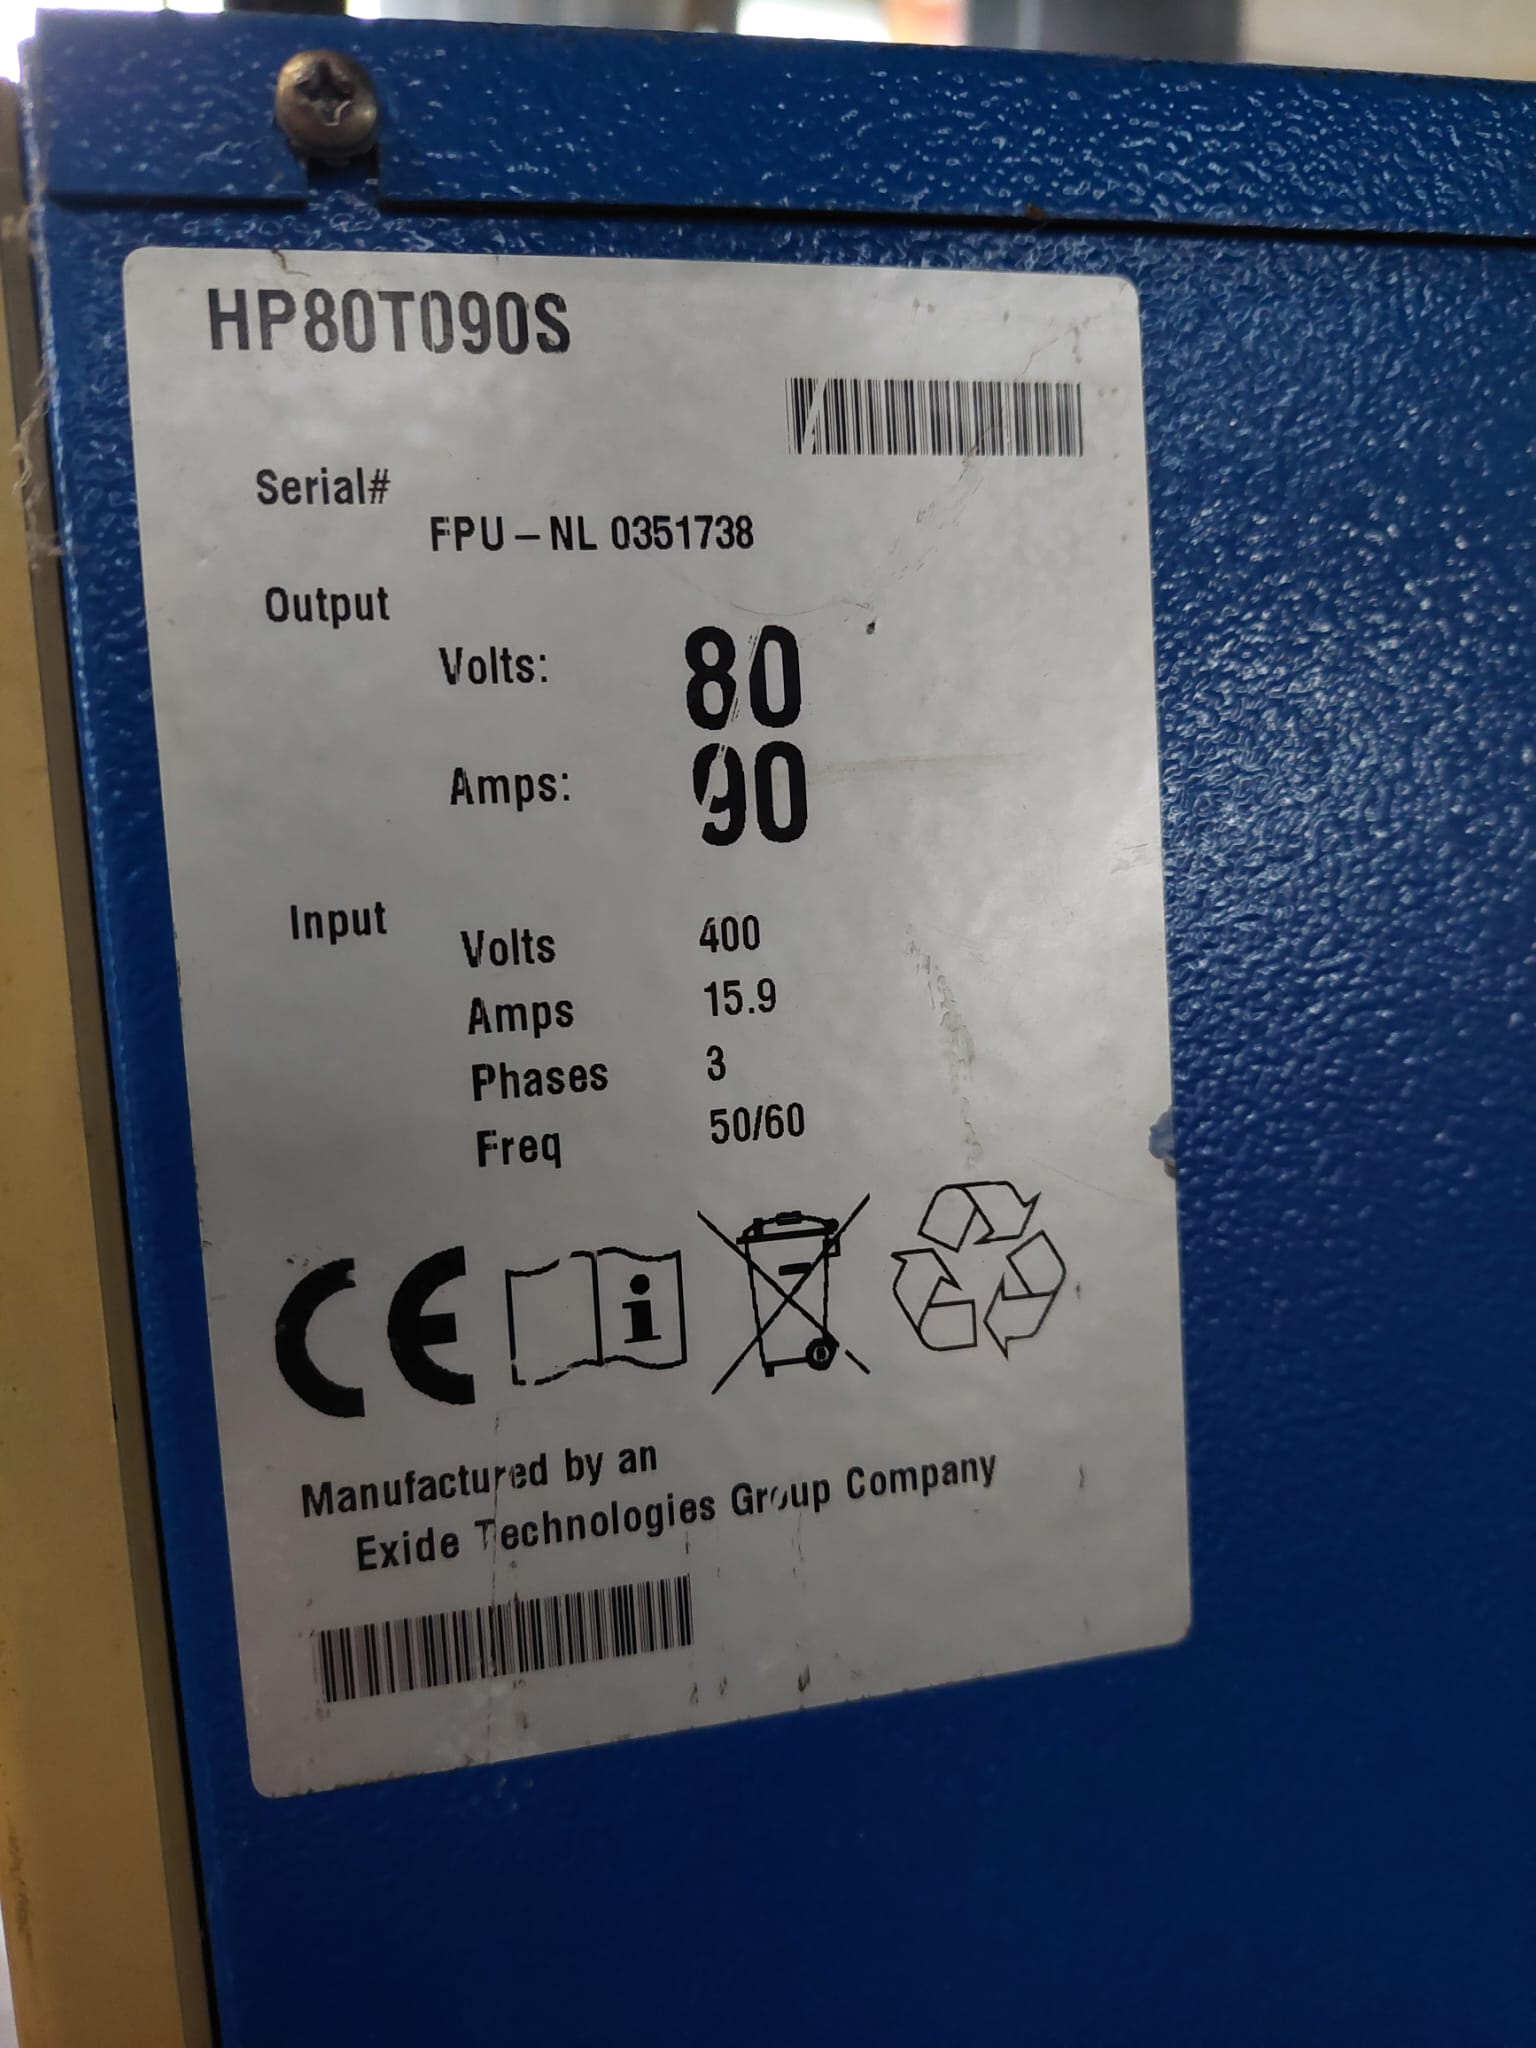 HP80T090S
Serial#
FPU – NL 0351738
Output
Volts: 80
Amps: 90
Input
Volts 400
Amps 15.9
Phases 3
Freq 50/60
CE
i
Manufactured by an
Exide Technologies Group Company